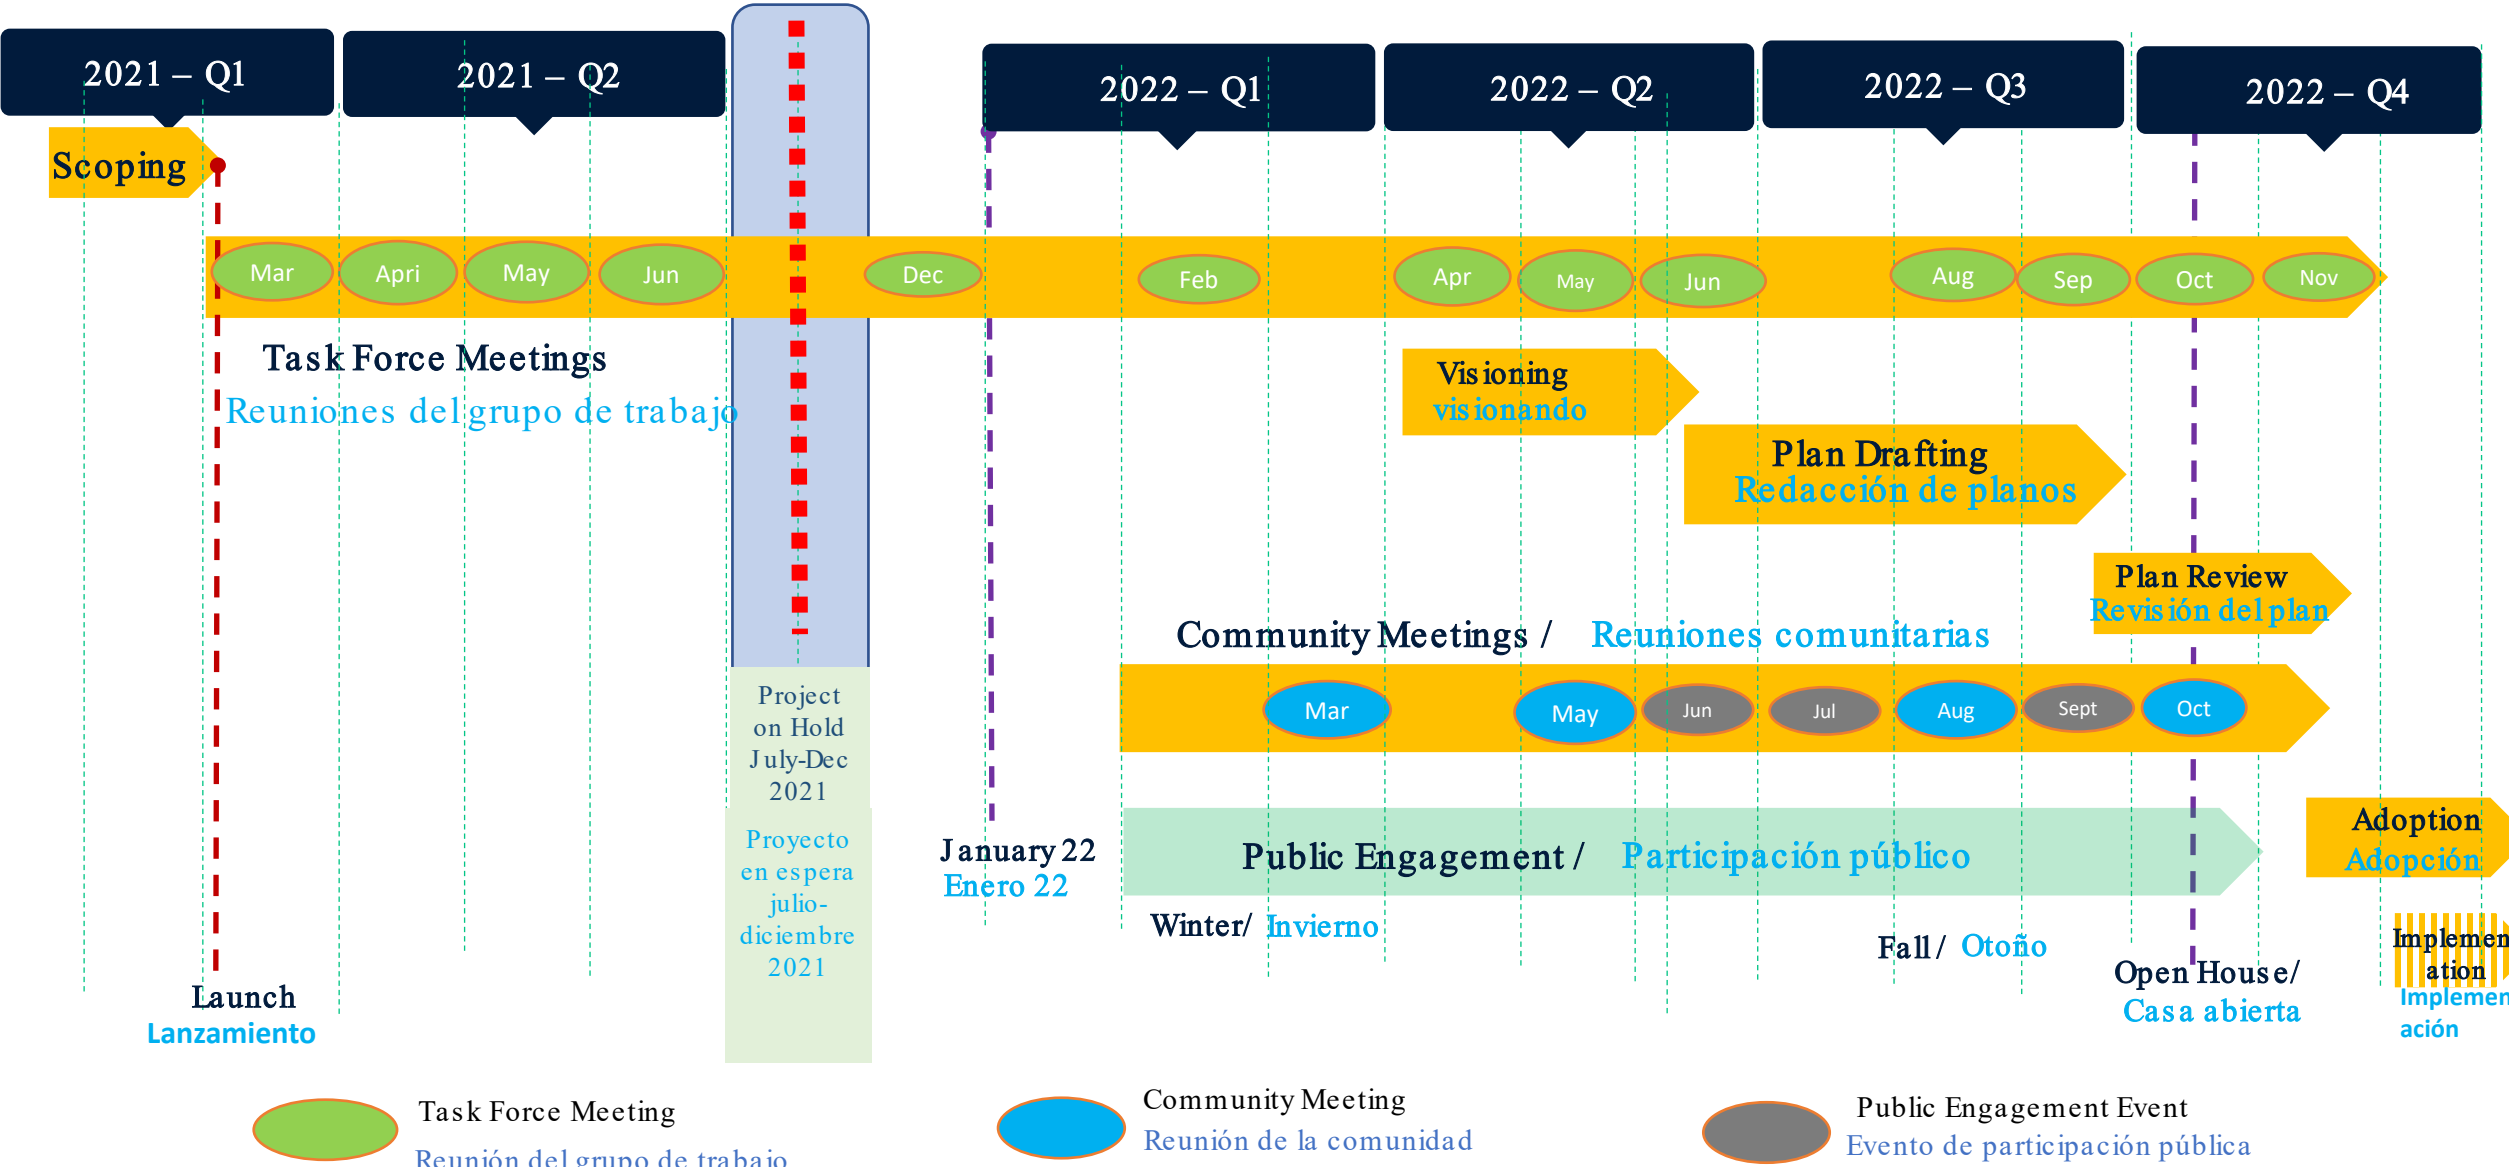 2021 – Q1
2021 – Q2
2022 – Q1
2022 – Q2
2022 – Q3
2022 – Q4
Scoping
Mar
Apri
May
Jun
Dec
Feb
Apr
May
Jun
Aug
Sep
Oct
Nov
Task Force Meetings
Reuniones del grupo de trabajo
Visioning
visionando
Plan Drafting
Redacción de planos
Plan Review
Revisión del plan
Community Meetings / Reuniones comunitarias
Mar
May
Jun
Jul
Aug
Sept
Oct
Project
on Hold
July-Dec
2021
Proyecto
en espera
julio-
diciembre
2021
January 22
Enero 22
Public Engagement / Participación público
Adoption
Adopción
Winter/ Invierno
Fall / Otoño
Implemen
ation
Implemen
ación
Open House/
Casa abierta
Launch
Lanzamiento
Task Force Meeting
Reunión del grupo de trabajo
Community Meeting
Reunión de la comunidad
Public Engagement Event
Evento de participación pública